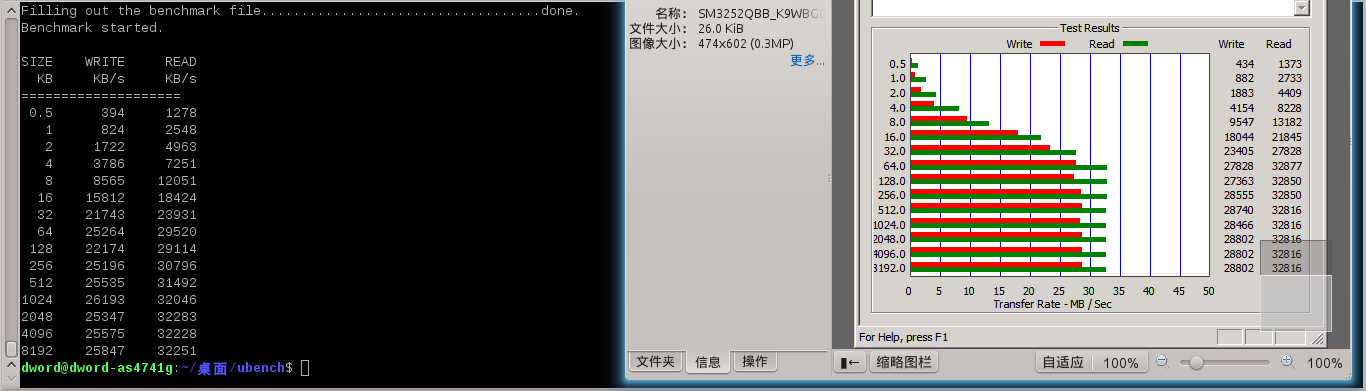 Filling out the benchmark file...................................done.
Benchmark started.
SIZE WRITE READ
KB KB/s KB/s
====================
0.5 394 1278
1 824 2548
2 1722 4963
4 3786 7251
8 8565 12051
16 15812 18424
32 21743 23931
64 25264 29520
128 22174 29114
256 25196 30796
512 25535 31492
1024 26193 32046
2048 25347 32283
4096 25575 32228
8192 25847 32251
dword@dword-as4741g:~/桌面/ubench$
名称: SM3252QBB_K9WBG
文件大小: 26.0 KiB
图像大小: 474x602 (0.3MP)
更多...
文件夹 信息 操作
Test Results
Write Read Write Read
0.5 434 1373
1.0 882 2733
2.0 1883 4409
4.0 4154 8228
8.0 9547 13182
16.0 18044 21845
32.0 23405 27828
64.0 27828 32877
128.0 27363 32850
256.0 28555 32850
512.0 28740 32816
1024.0 28466 32816
2048.0 28802 32816
4096.0 28802 32816
8192.0 28802 32816
0 5 10 15 20 25 30 35 40 45 50
Transfer Rate - MB / Sec
For Help, press F1
缩略图栏 自适应 100% 100%